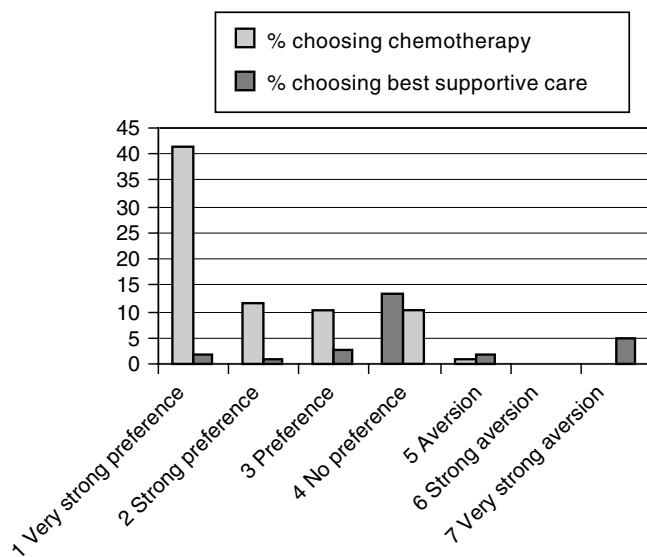 % choosing chemotherapy
% choosing best supportive care
45
40
35
30
25
20
15
10
5
0
1 Very strong preference
2 Strong preference
3 Preference
4 No preference
5 Aversion
6 Strong aversion
7 Very strong aversion